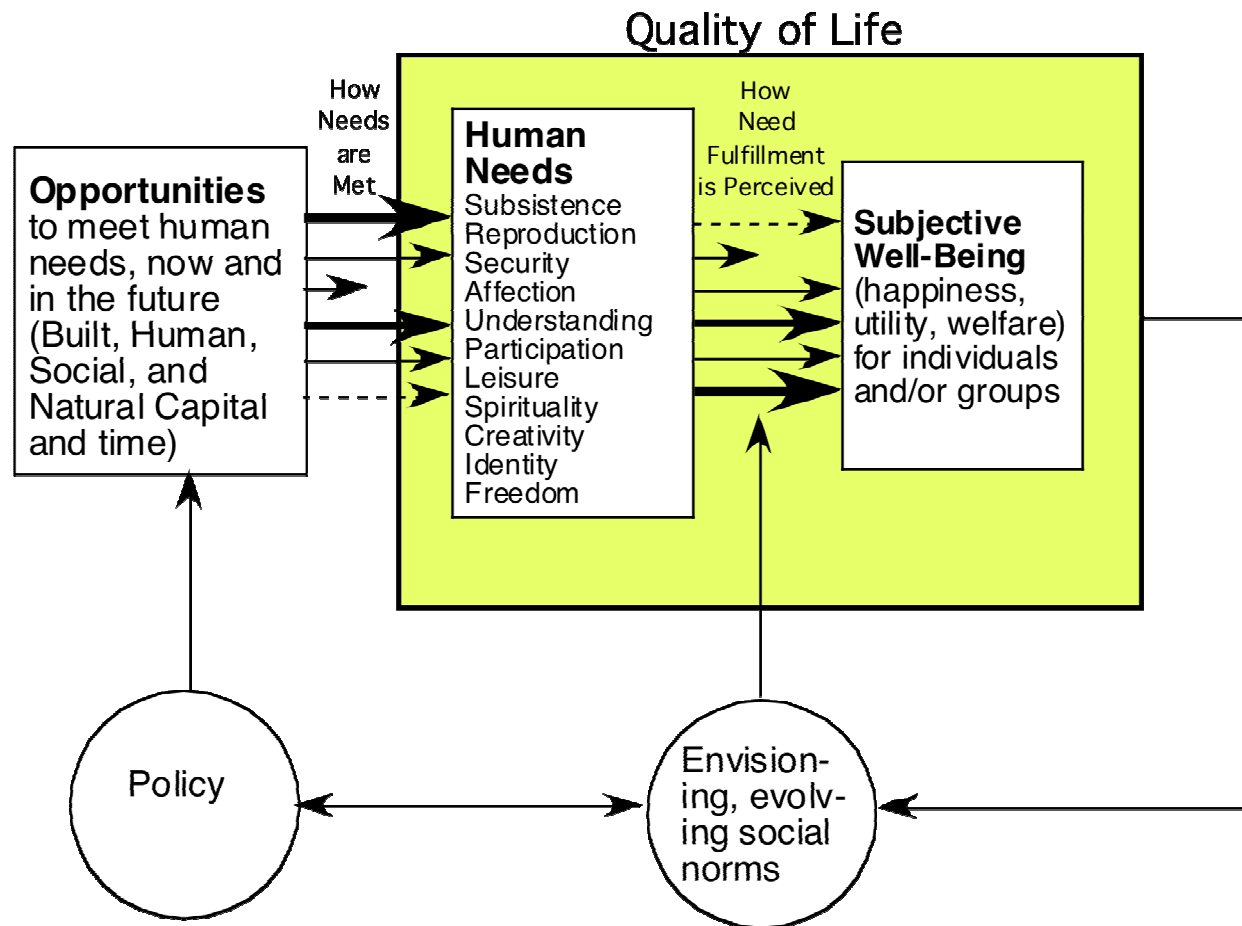 Quality of Life
How
Needs
are
Met
How
Need
Fulfillment
is Perceived
Opportunities
to meet human
needs, now and
in the future
(Built, Human,
Social, and
Natural Capital
and time)
Human
Needs
Subsistence
Reproduction
Security
Affection
Understanding
Participation
Leisure
Spirituality
Creativity
Identity
Freedom
Subjective
Well-Being
(happiness,
utility, welfare)
for individuals
and/or groups
Policy
Envision-
ing, evolv-
ing social
norms